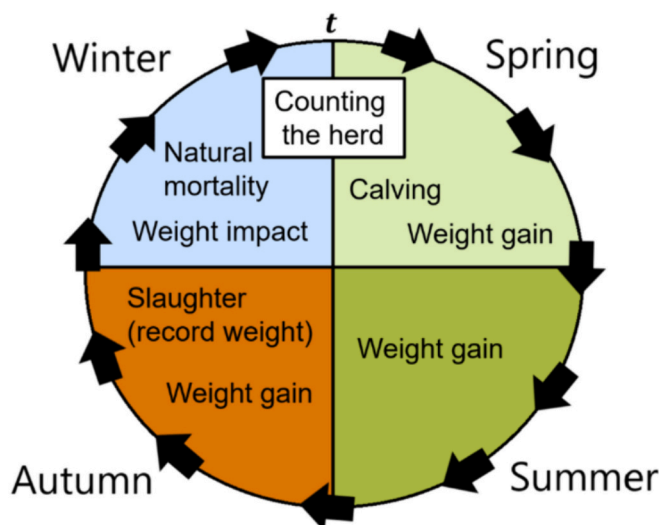 t
Winter
Spring
Counting
the herd
Natural
mortality
Weight impact
Calving
Weight gain
Slaughter
(record weight)
Weight gain
Weight gain
Autumn
Summer